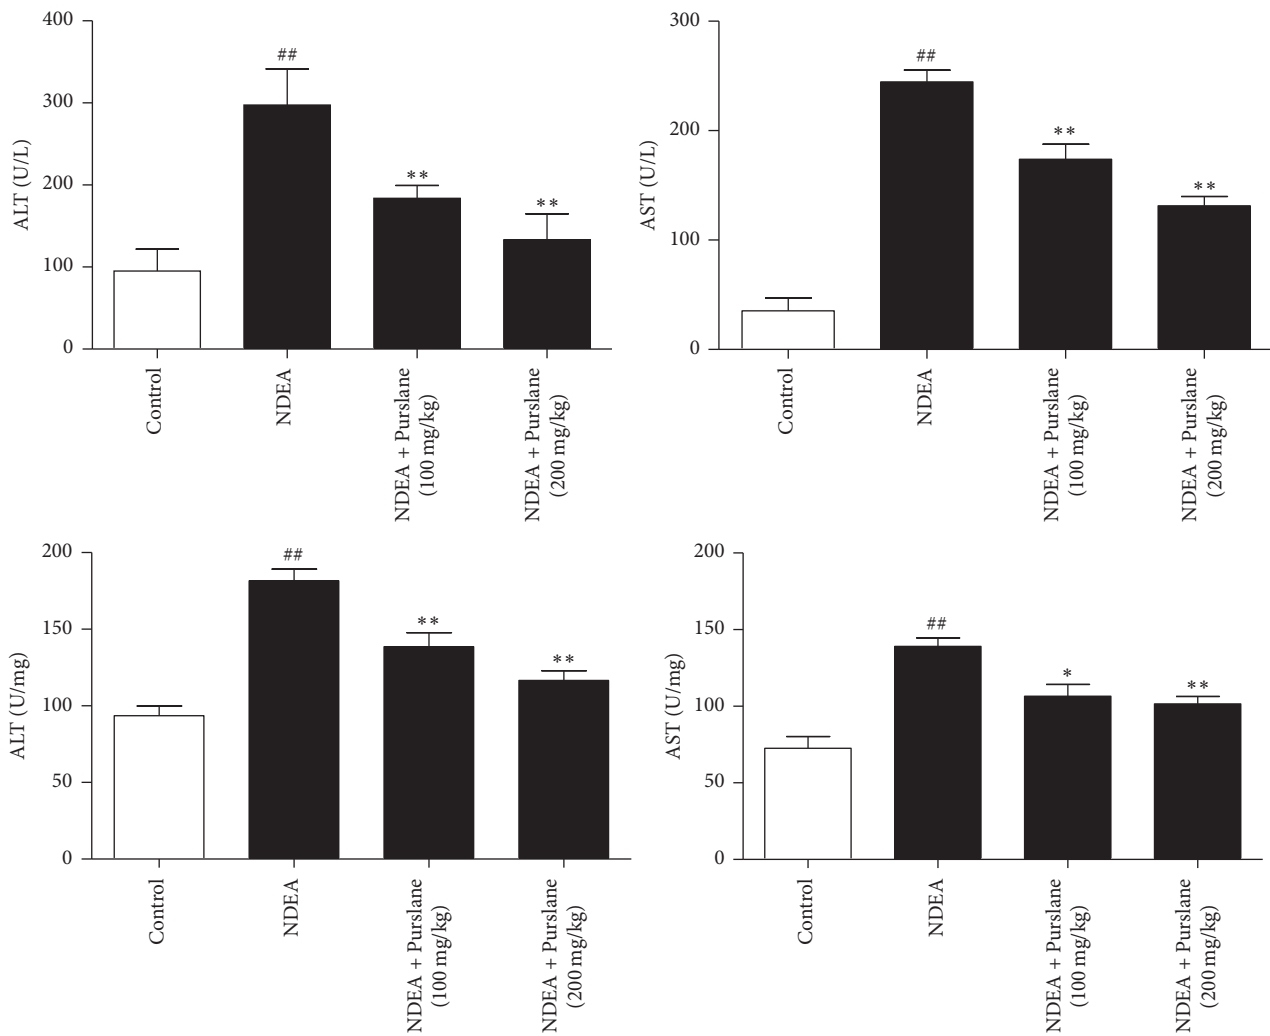 400
300
200
100
0
ALT (U/L)
##
**
**
Control
NDEA
NDEA + Purslane
(100 mg/kg)
NDEA + Purslane
(200 mg/kg)
300
200
100
0
AST (U/L)
##
**
**
Control
NDEA
NDEA + Purslane
(100 mg/kg)
NDEA + Purslane
(200 mg/kg)
200
150
100
50
0
ALT (U/mg)
##
**
**
Control
NDEA
NDEA + Purslane
(100 mg/kg)
NDEA + Purslane
(200 mg/kg)
200
150
100
50
0
AST (U/mg)
##
*
**
Control
NDEA
NDEA + Purslane
(100 mg/kg)
NDEA + Purslane
(200 mg/kg)